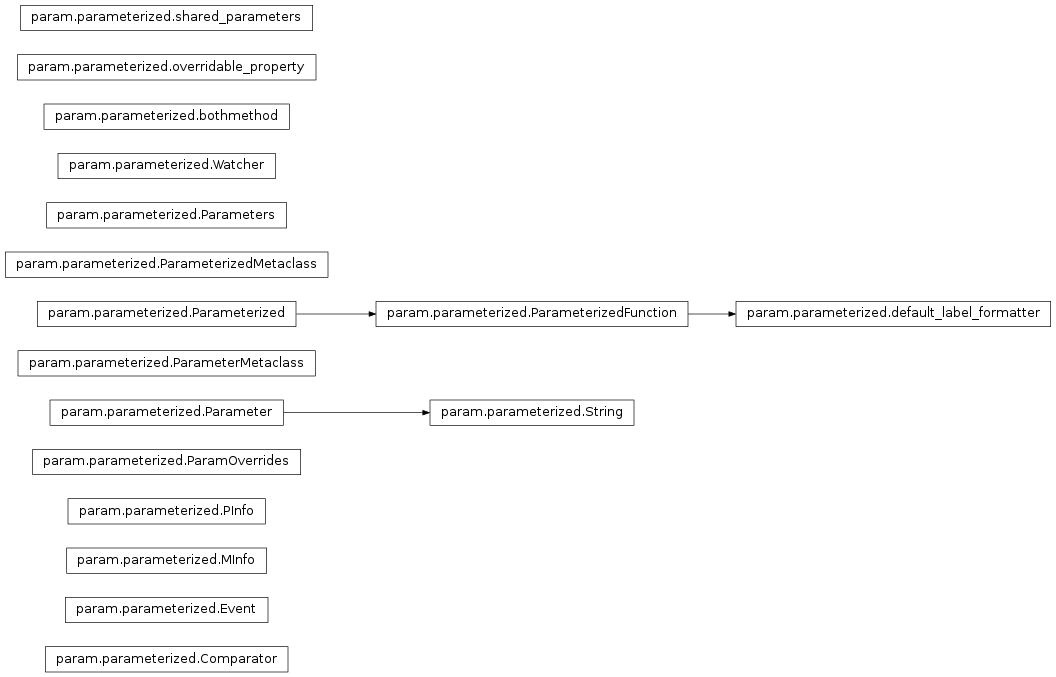 param.parameterized.shared_parameters
param.parameterized.overridable_property
param.parameterized.bothmethod
param.parameterized.Watcher
param.parameterized.Parameters
param.parameterized.ParameterizedMetaclass
param.parameterized.Parameterized
param.parameterized.ParameterizedFunction
param.parameterized.default_label_formatter
param.parameterized.ParameterMetaclass
param.parameterized.Parameter
param.parameterized.String
param.parameterized.ParamOverrides
param.parameterized.PInfo
param.parameterized.MInfo
param.parameterized.Event
param.parameterized.Comparator